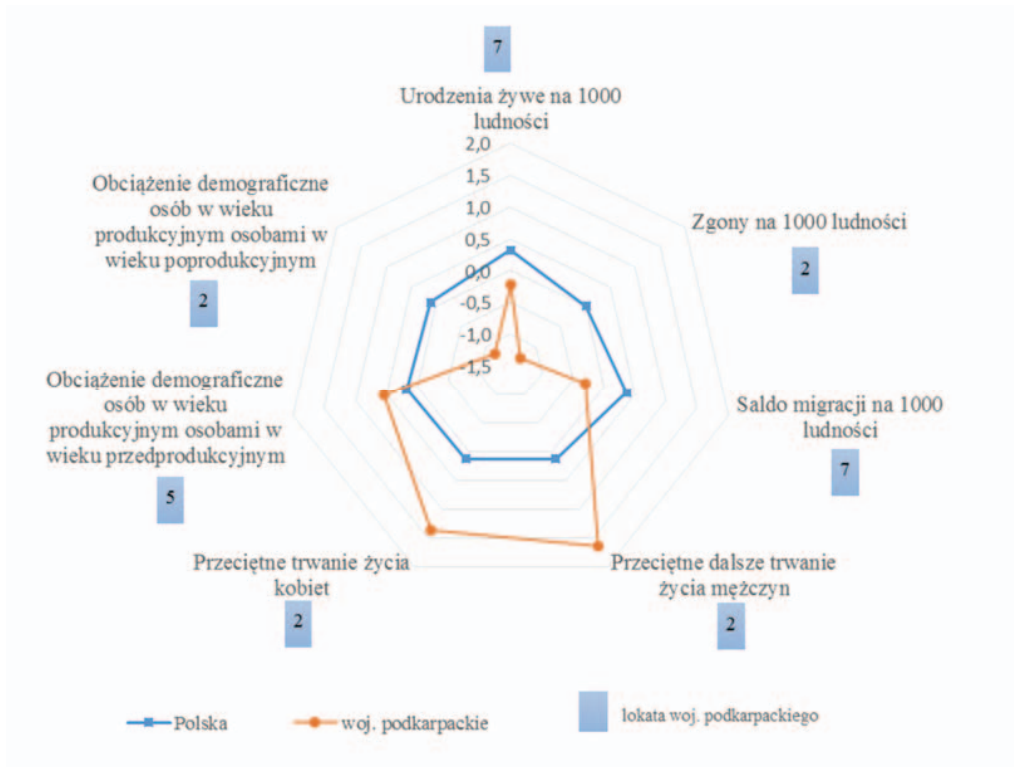 7
Urodzenia żywe na 1000
ludności
2,0
1,5
1,0
0,5
0,0
-0,5
-1,0
-1,5
Zgony na 1000 ludności
2
Saldo migracji na 1000
ludności
7
Przeciętne dalsze trwanie
życia mężczyn
2
Przeciętne trwanie życia
kobiet
2
Obciążenie demograficzne
osób w wieku
produkcyjnym osobami w
wieku przedprodukcyjnym
5
Obciążenie demograficzne
osób w wieku
produkcyjnym osobami w
wieku poprodukcyjnym
2
Polska
woj. podkarpackie
lokata woj. podkarpackiego